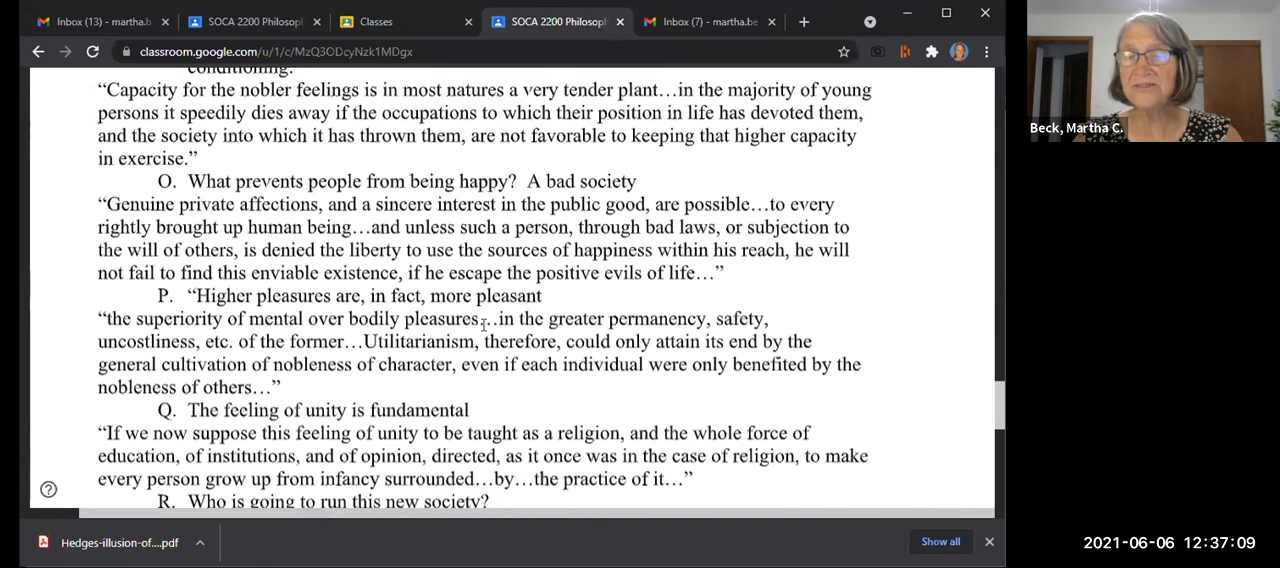 Inbox (13) - martha.b
SOCA 2200 Philosopl
Classes
SOCA 2200 Philosopl
Inbox (7) - martha.be
classroom.google.com/u/1/c/MzQ3ODcyNzk1MDgx
conditioning.
“Capacity for the nobler feelings is in most natures a very tender plant…in the majority of young
persons it speedily dies away if the occupations to which their position in life has devoted them,
and the society into which it has thrown them, are not favorable to keeping that higher capacity
in exercise.”
O. What prevents people from being happy? A bad society
“Genuine private affections, and a sincere interest in the public good, are possible…to every
rightly brought up human being…and unless such a person, through bad laws, or subjection to
the will of others, is denied the liberty to use the sources of happiness within his reach, he will
not fail to find this enviable existence, if he escape the positive evils of life…”
P. “Higher pleasures are, in fact, more pleasant
“the superiority of mental over bodily pleasures…in the greater permanency, safety,
uncostliness, etc. of the former…Utilitarianism, therefore, could only attain its end by the
general cultivation of nobleness of character, even if each individual were only benefited by the
nobleness of others…”
Q. The feeling of unity is fundamental
“If we now suppose this feeling of unity to be taught as a religion, and the whole force of
education, of institutions, and of opinion, directed, as it once was in the case of religion, to make
every person grow up from infancy surrounded…by…the practice of it…”
R. Who is going to run this new society?
Hedges-illusion-of....pdf
Show all
Beck, Martha C.
2021-06-06 12:37:09